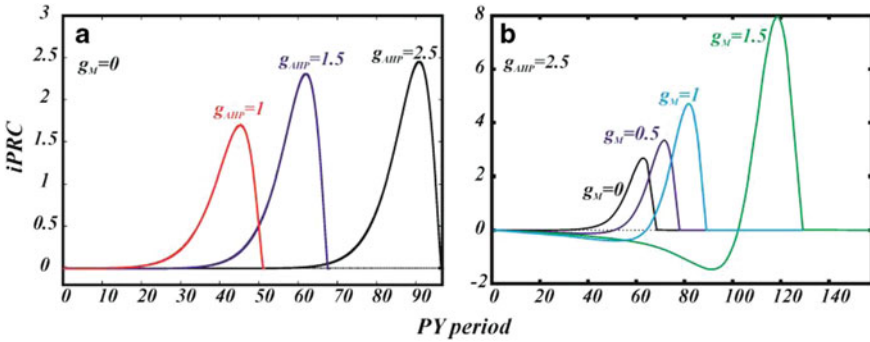 a
3
2.5
2
1.5
1
0.5
0
iPRC
g_M=0
g_AHP=1
g_AHP=1.5
g_AHP=2.5
0 10 20 30 40 50 60 70 80 90
b
8
6
4
2
0
-2
g_AHP=2.5
g_M=0
g_M=0.5
g_M=1
g_M=1.5
0 20 40 60 80 100 120 140
PY period